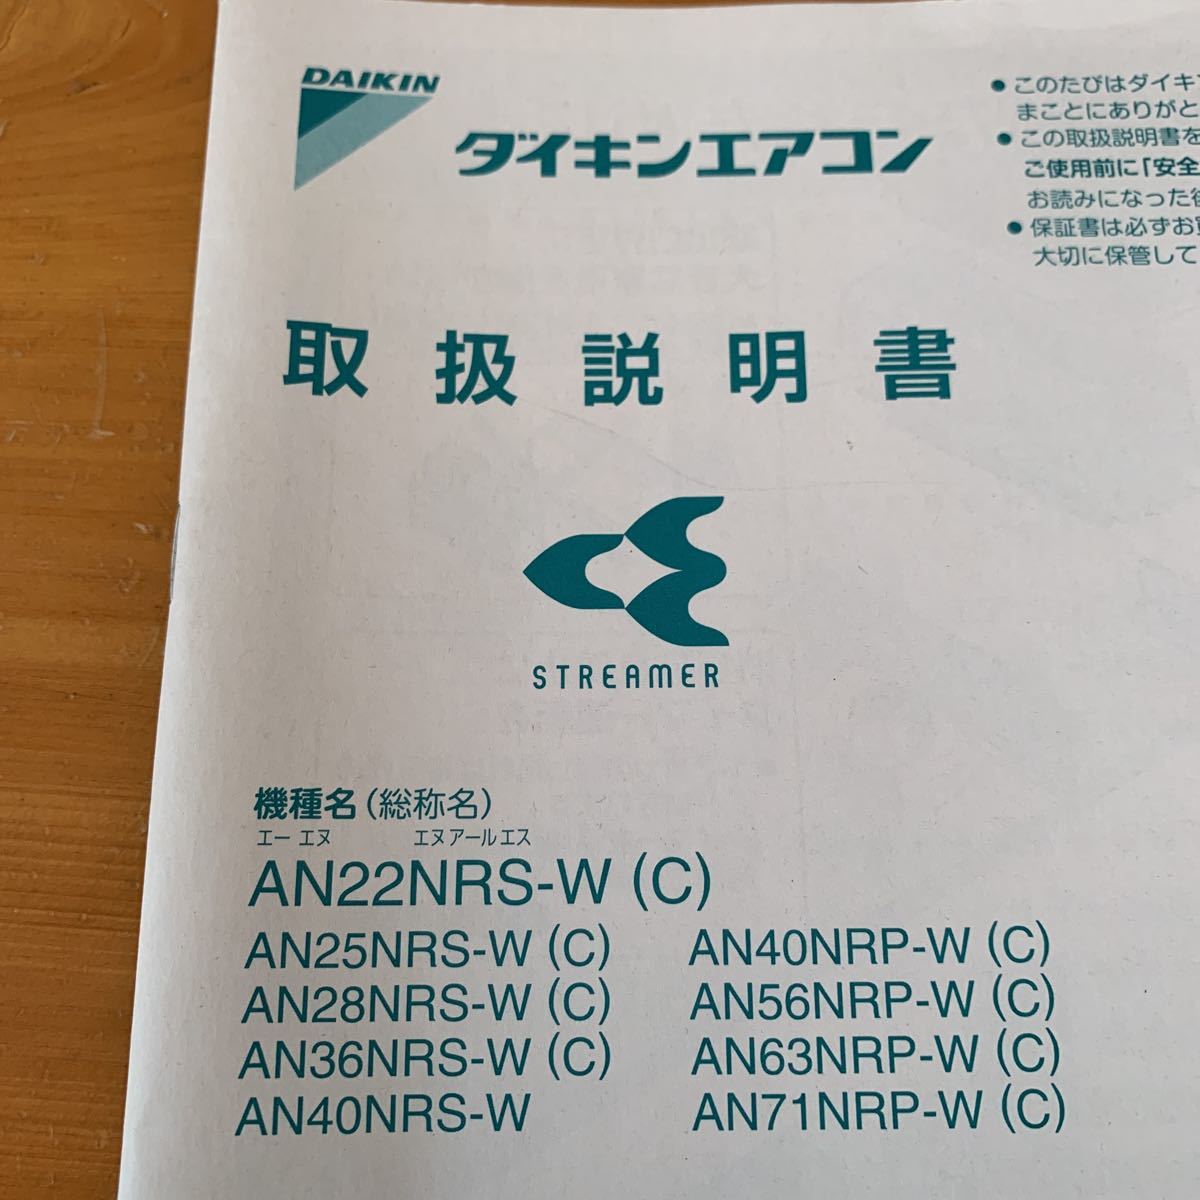 DAIKIN
ダイキンエアコン
● このたびはダイキ
まことにありがと
● この取扱説明書を
ご使用前に「安全
お読みになった
● 保証書は必ずお
大切に保管して
取扱説明書
STREAMER
機種名(総称名)
エー エヌ エヌアールエス
AN22NRS-W (C)
AN25NRS-W (C)
AN28NRS-W (C)
AN36NRS-W (C)
AN40NRS-W
AN40NRP-W (C)
AN56NRP-W (C)
AN63NRP-W (C)
AN71NRP-W (C)